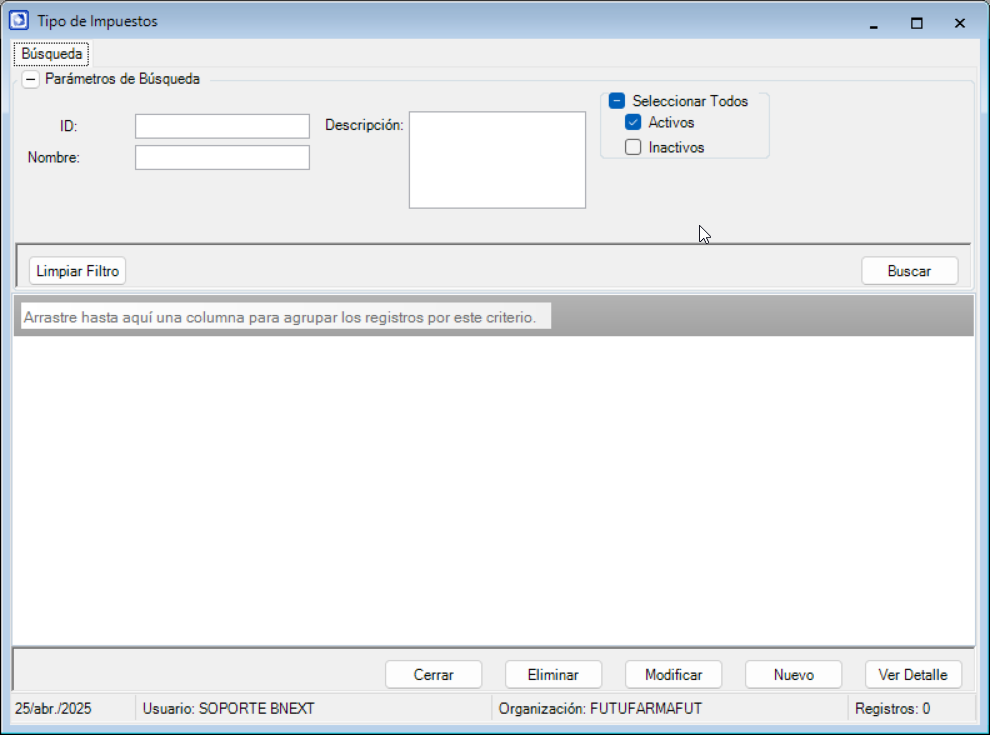 Tipo de Impuestos
Búsqueda
Parámetros de Búsqueda
ID:
Nombre:
Descripción:
Seleccionar Todos
Activos
Inactivos
Limpiar Filtro
Buscar
Arrastre hasta aquí una columna para agrupar los registros por este criterio.
Cerrar
Eliminar
Modificar
Nuevo
Ver Detalle
25/abr./2025
Usuario: SOPORTE BNEXT
Organización: FUTUFARMAFUT
Registros: 0